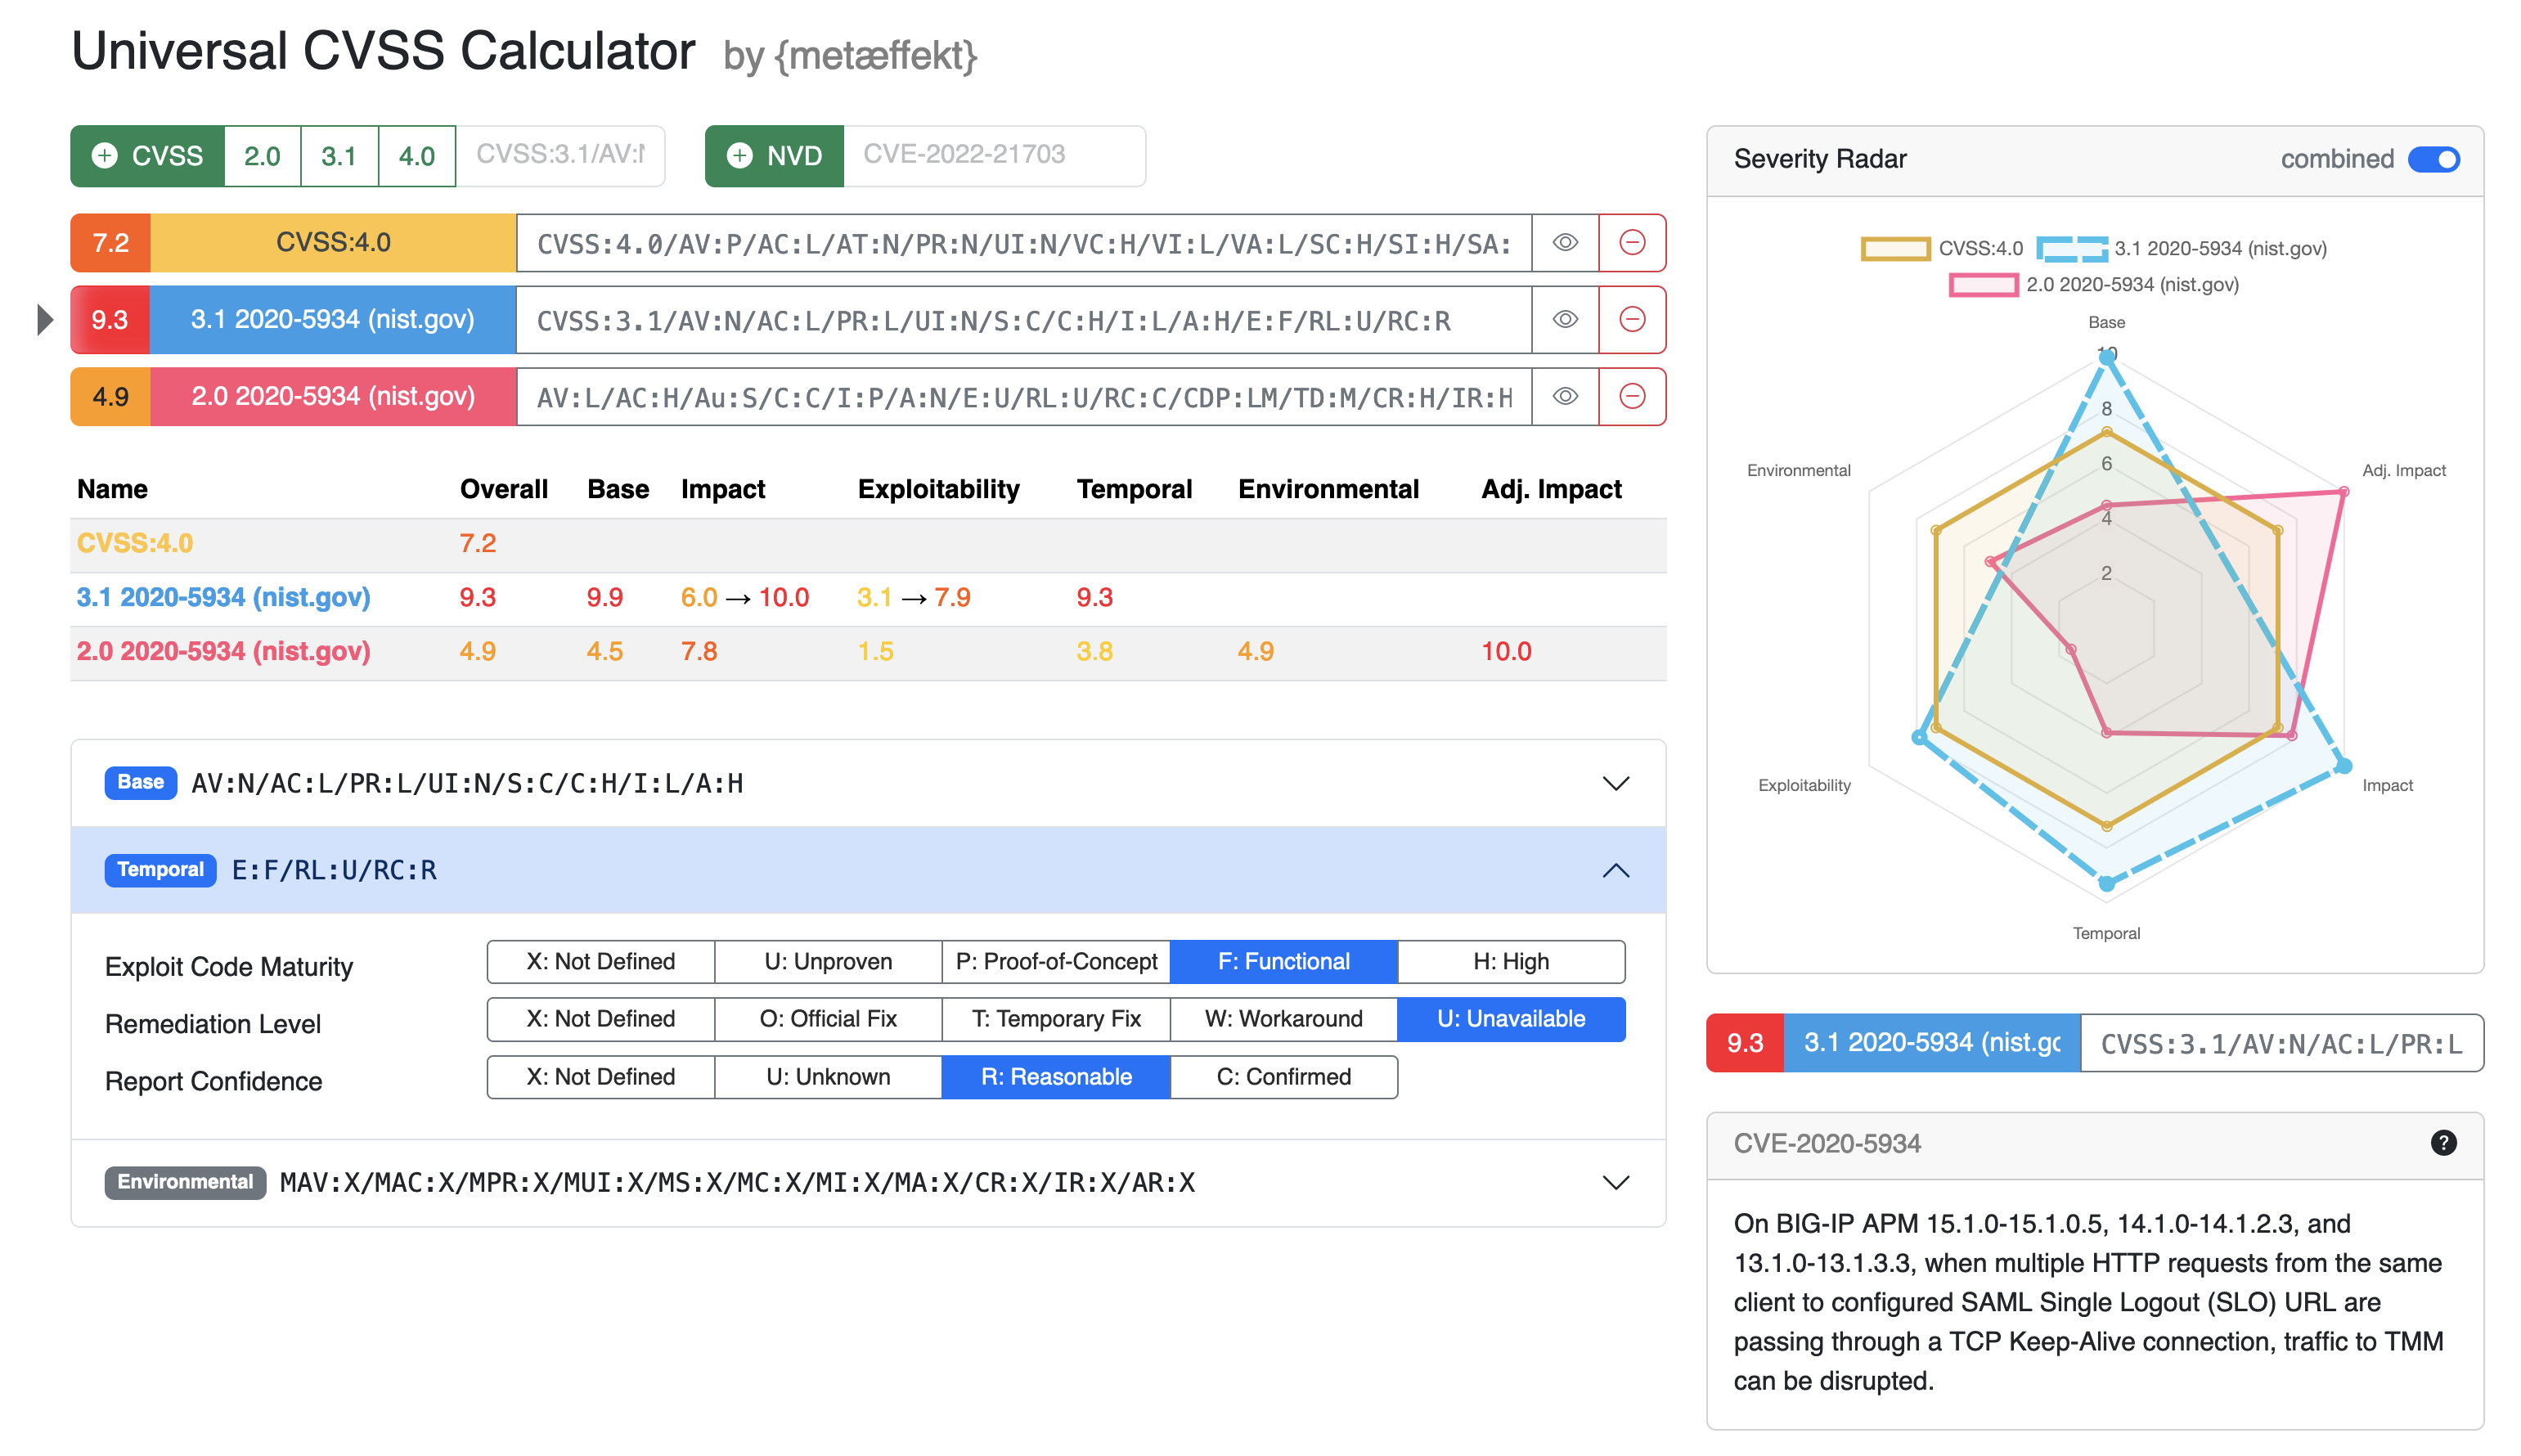 Universal CVSS Calculator by {metæffekt}
CVSS 2.0 3.1 4.0 CVSS:3.1/AV:N NVD CVE-2022-21703
7.2 CVSS:4.0 CVSS:4.0/AV:P/AC:L/AT:N/PR:N/UI:N/VC:H/VI:L/VA:L/SC:H/SI:H/SA:
9.3 3.1 2020-5934 (nist.gov) CVSS:3.1/AV:N/AC:L/PR:L/UI:N/S:C/C:H/I:L/A:H/E:F/RL:U/RC:R
4.9 2.0 2020-5934 (nist.gov) AV:L/AC:H/Au:S/C:C/I:P/A:N/E:U/RL:U/RC:C/CDP:LM/TD:M/CR:H/IR:H
Name Overall Base Impact Exploitability Temporal Environmental Adj. Impact
CVSS:4.0 7.2
3.1 2020-5934 (nist.gov) 9.3 9.9 6.0 → 10.0 3.1 → 7.9 9.3
2.0 2020-5934 (nist.gov) 4.9 4.5 7.8 1.5 3.8 4.9 10.0
Base AV:N/AC:L/PR:L/UI:N/S:C/C:H/I:L/A:H
Temporal E:F/RL:U/RC:R
Exploit Code Maturity X: Not Defined U: Unproven P: Proof-of-Concept F: Functional H: High
Remediation Level X: Not Defined O: Official Fix T: Temporary Fix W: Workaround U: Unavailable
Report Confidence X: Not Defined U: Unknown R: Reasonable C: Confirmed
Environmental MAV:X/MAC:X/MPR:X/MUI:X/MS:X/MC:X/MI:X/MA:X/CR:X/IR:X/AR:X
Severity Radar combined
CVSS:4.0 3.1 2020-5934 (nist.gov)
2.0 2020-5934 (nist.gov)
Base
10
8
6
Environmental Adj. Impact
4
2
Exploitability Impact
Temporal
9.3 3.1 2020-5934 (nist.go CVSS:3.1/AV:N/AC:L/PR:L
CVE-2020-5934 ?
On BIG-IP APM 15.1.0-15.1.0.5, 14.1.0-14.1.2.3, and
13.1.0-13.1.3.3, when multiple HTTP requests from the same
client to configured SAML Single Logout (SLO) URL are
passing through a TCP Keep-Alive connection, traffic to TMM
can be disrupted.